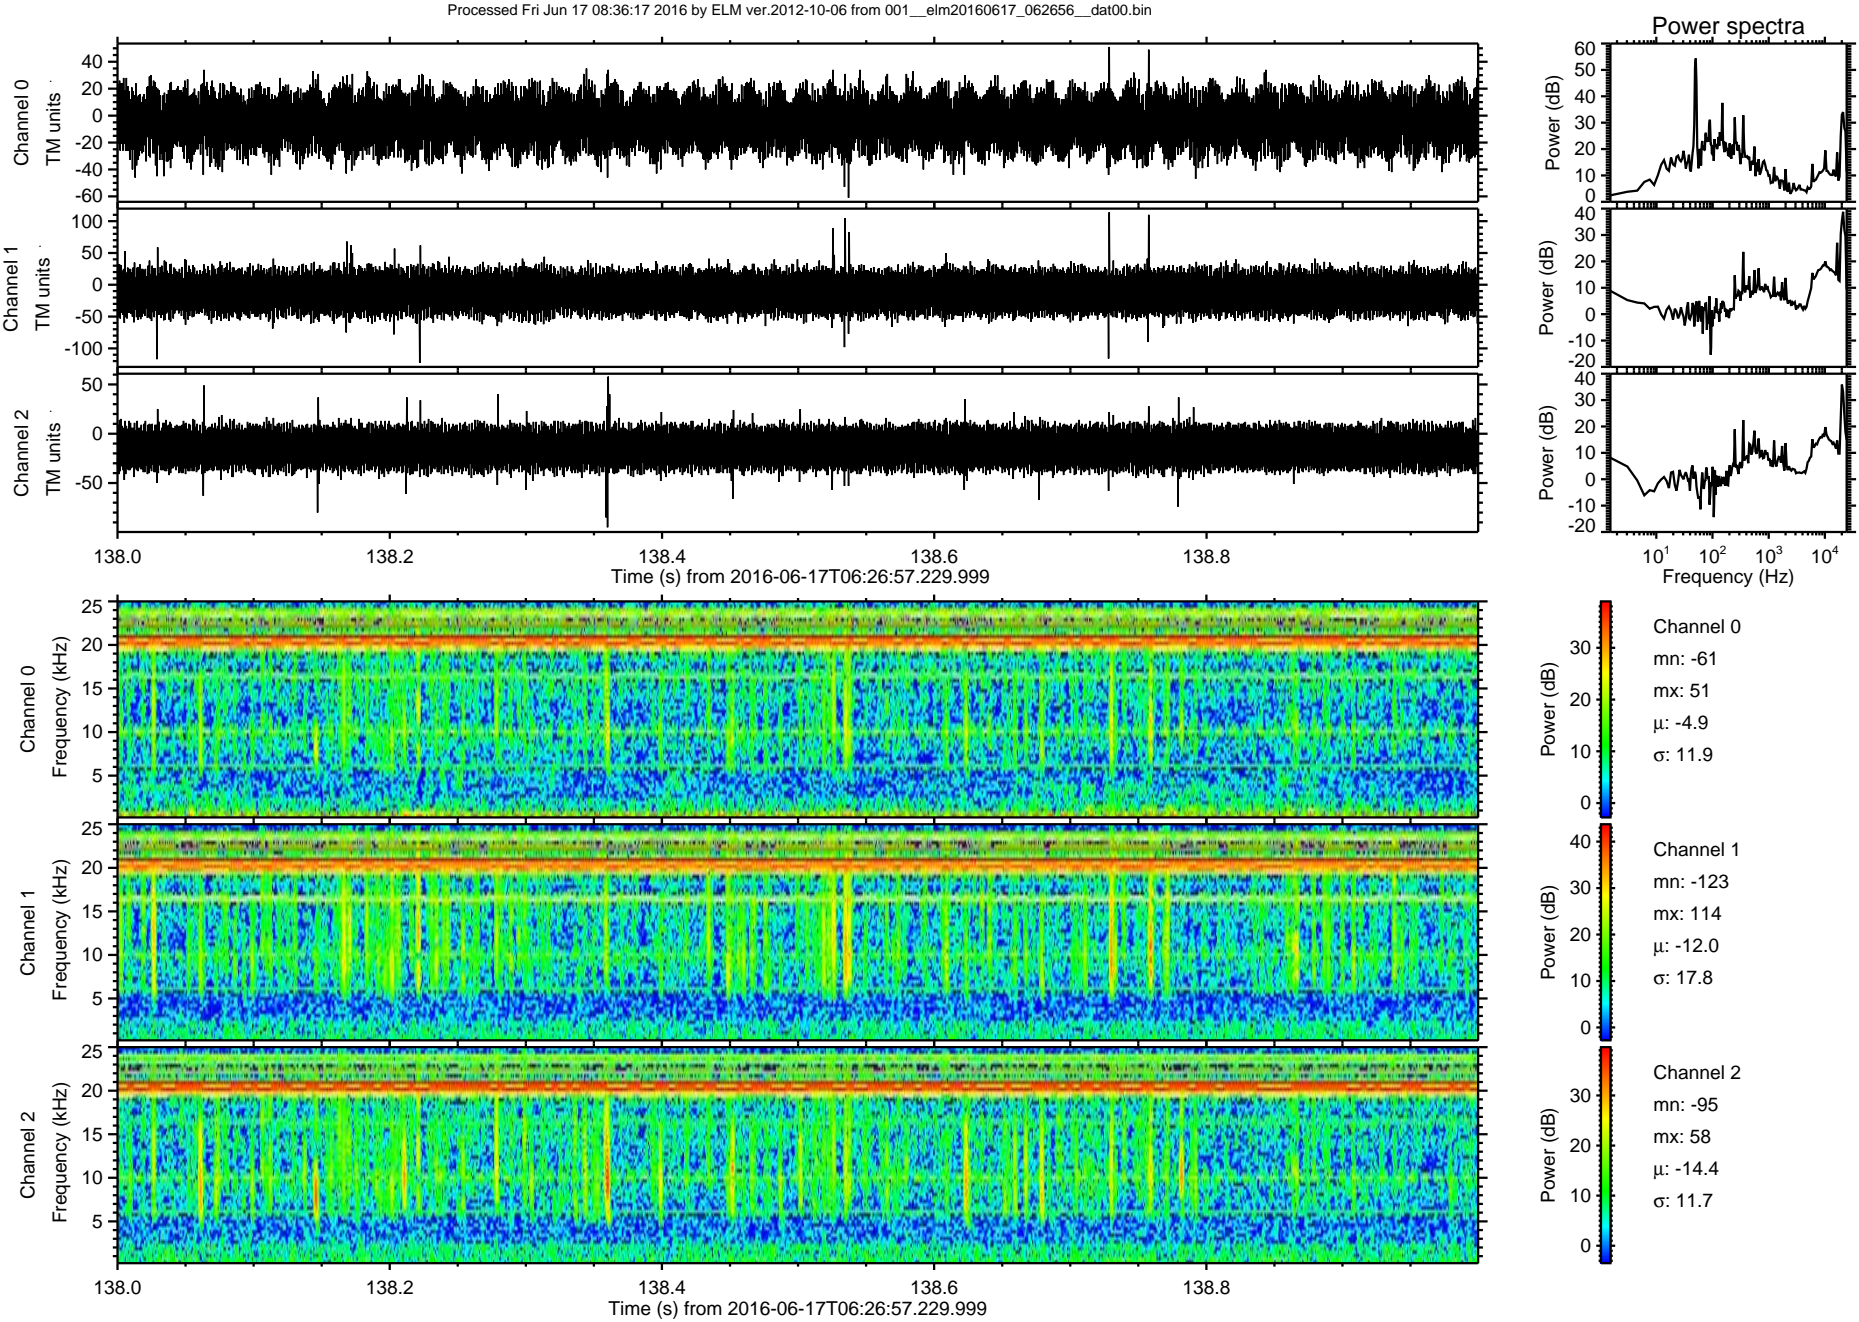 Processed Fri Jun 17 08:36:17 2016 by ELM ver.2012-10-06 from 001__elm20160617_062656__dat00.bin
Power spectra
Channel 0
TM units
40
20
0
-20
-40
-60
Power (dB)
60
50
40
30
20
10
0
Channel 1
TM units
100
50
0
-50
-100
Power (dB)
40
30
20
10
0
-10
-20
Channel 2
TM units
50
0
-50
Power (dB)
40
30
20
10
0
-10
-20
138.0 138.2 138.4 138.6 138.8
Time (s) from 2016-06-17T06:26:57.229.999
10^1 10^2 10^3 10^4
Frequency (Hz)
Channel 0
Frequency (kHz)
25
20
15
10
5
Power (dB)
30
20
10
0
Channel 0
mn: -61
mx: 51
μ: -4.9
σ: 11.9
Channel 1
Frequency (kHz)
25
20
15
10
5
Power (dB)
40
30
20
10
0
Channel 1
mn: -123
mx: 114
μ: -12.0
σ: 17.8
Channel 2
Frequency (kHz)
25
20
15
10
5
Power (dB)
30
20
10
0
Channel 2
mn: -95
mx: 58
μ: -14.4
σ: 11.7
138.0 138.2 138.4 138.6 138.8
Time (s) from 2016-06-17T06:26:57.229.999